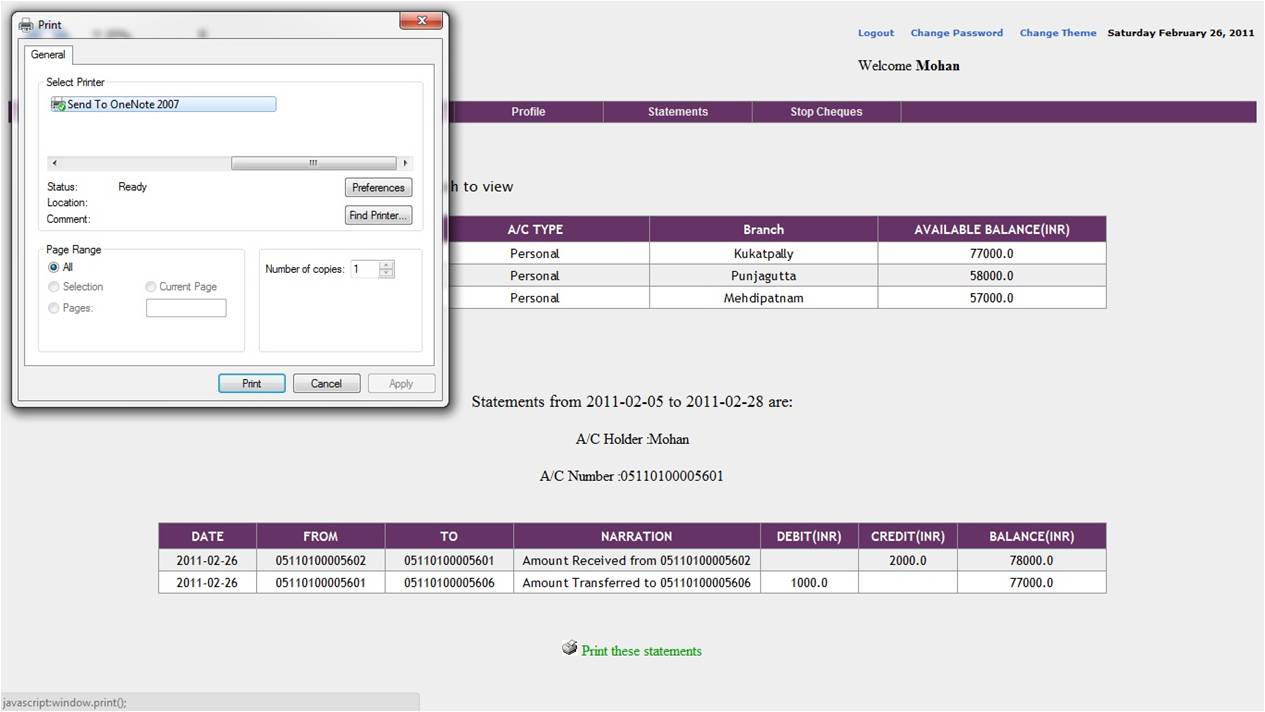 Print
General
Select Printer
Send To OneNote 2007
Status: Ready
Location:
Comment:
Preferences
Find Printer...
Page Range
All
Selection
Current Page
Pages:
Number of copies: 1
Print Cancel Apply
Logout Change Password Change Theme Saturday February 26, 2011
Welcome Mohan
Profile Statements Stop Cheques
h to view
A/C TYPE Branch AVAILABLE BALANCE(INR)
Personal Kukatpally 77000.0
Personal Punjagutta 58000.0
Personal Mehdipatnam 57000.0
Statements from 2011-02-05 to 2011-02-28 are:
A/C Holder :Mohan
A/C Number :05110100005601
DATE FROM TO NARRATION DEBIT(INR) CREDIT(INR) BALANCE(INR)
2011-02-26 05110100005602 05110100005601 Amount Received from 05110100005602 2000.0 78000.0
2011-02-26 05110100005601 05110100005606 Amount Transferred to 05110100005606 1000.0 77000.0
Print these statements
javascript:window.print();